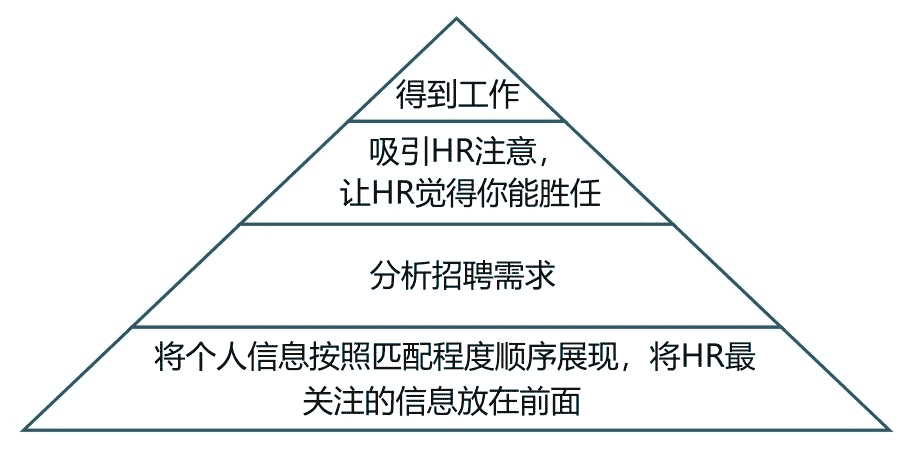 得到工作
吸引HR注意，
让HR觉得你能胜任
分析招聘需求
将个人信息按照匹配程度顺序展现，将HR最
关注的信息放在前面